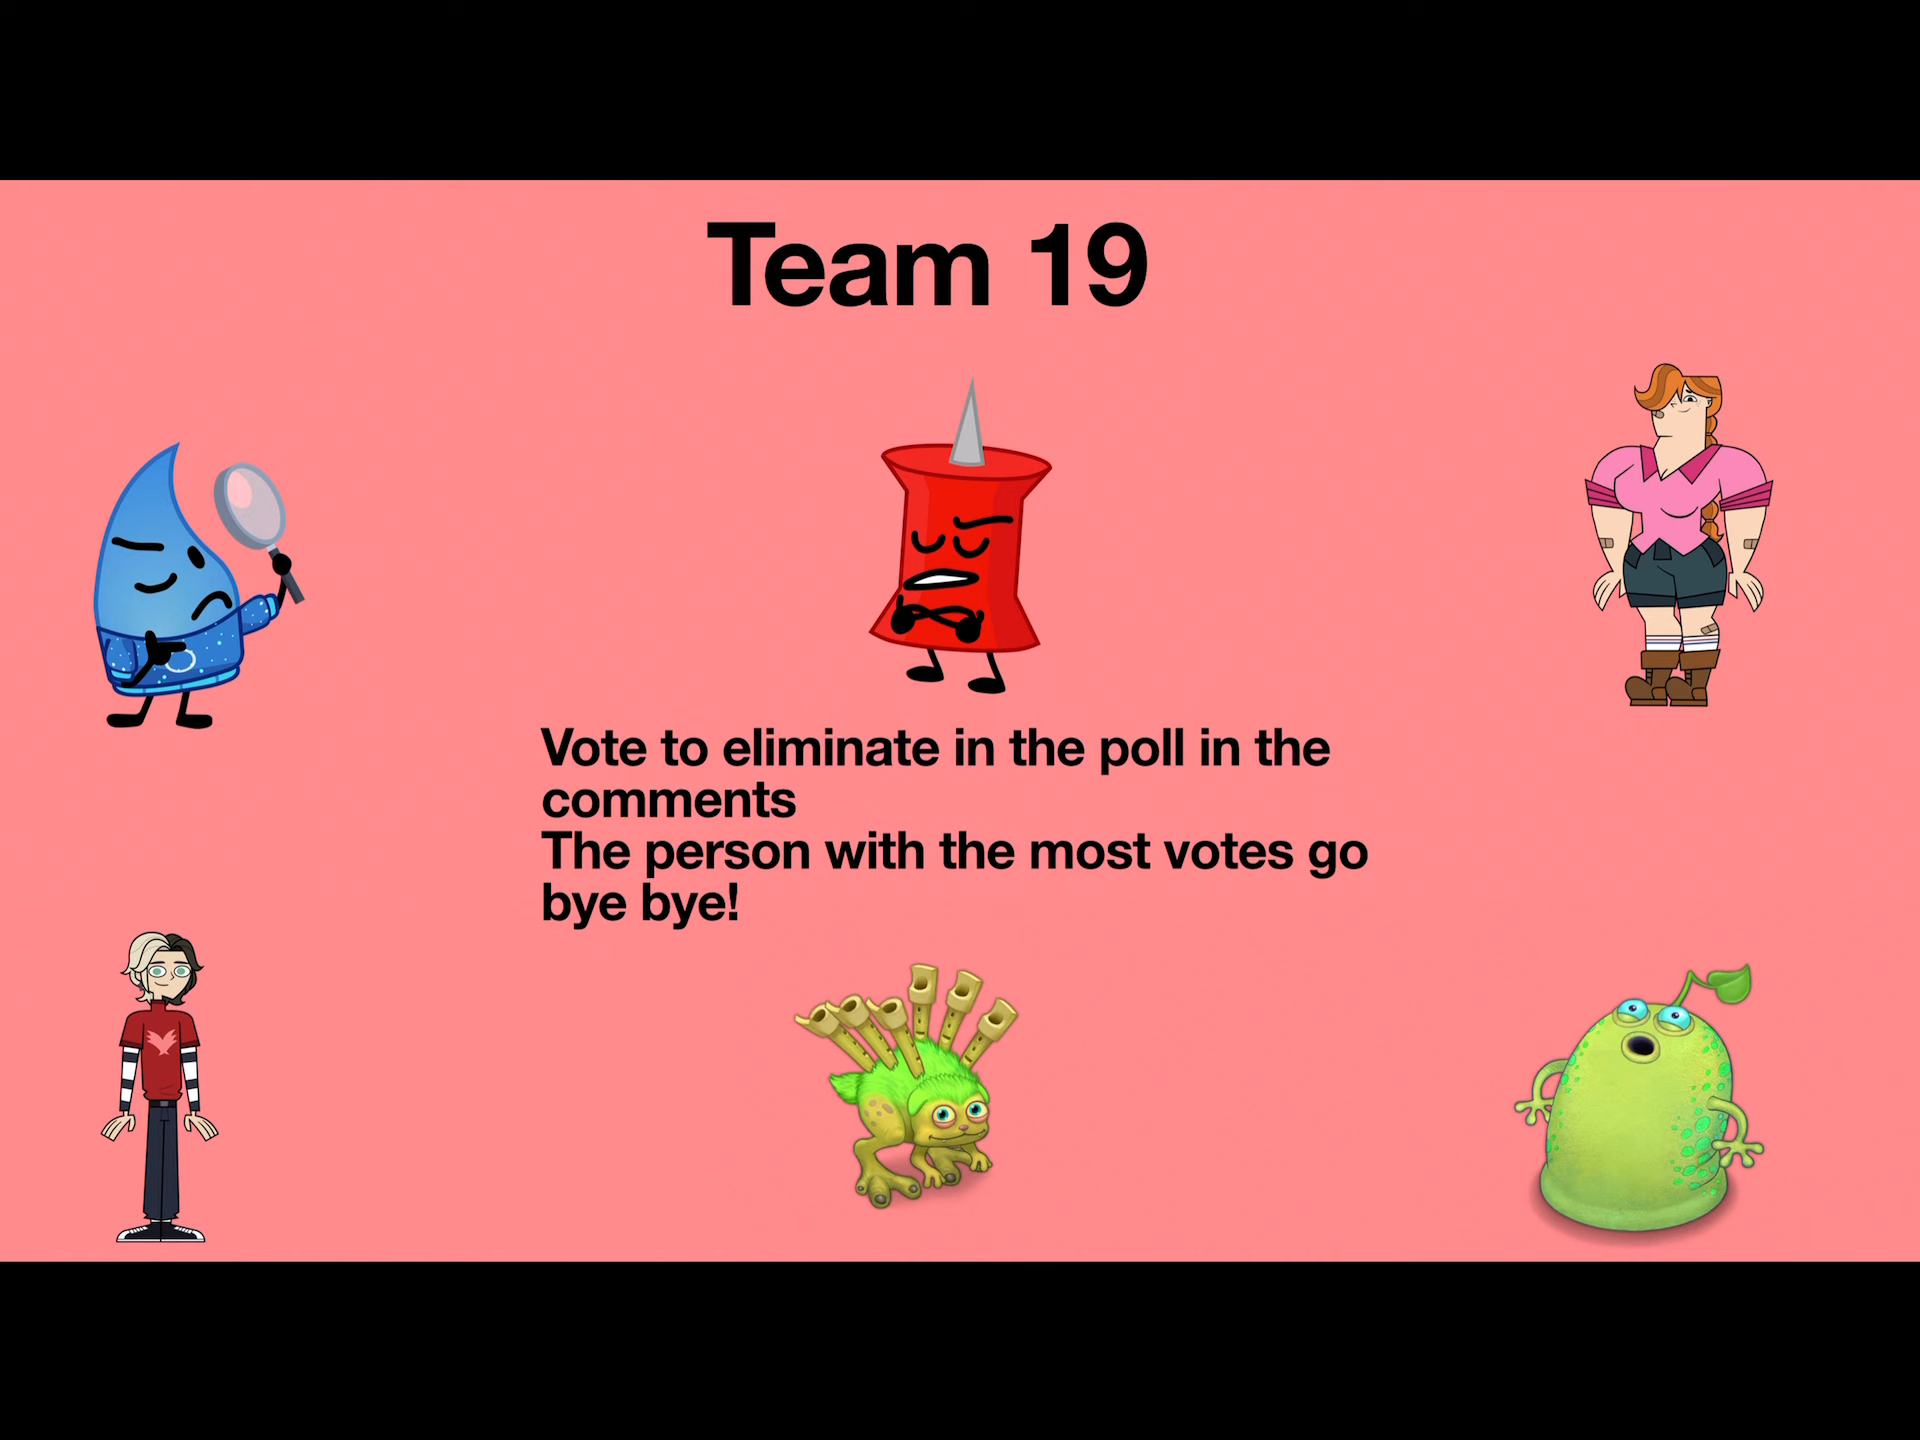 Team 19
Vote to eliminate in the poll in the
comments
The person with the most votes go
bye bye!